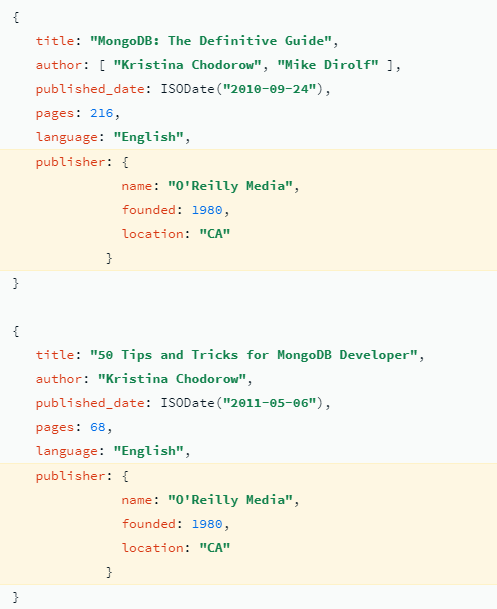 {
   title: "MongoDB: The Definitive Guide",
   author: [ "Kristina Chodorow", "Mike Dirolf" ],
   published_date: ISODate("2010-09-24"),
   pages: 216,
   language: "English",
   publisher: {
              name: "O'Reilly Media",
              founded: 1980,
              location: "CA"
            }
}

{
   title: "50 Tips and Tricks for MongoDB Developer",
   author: "Kristina Chodorow",
   published_date: ISODate("2011-05-06"),
   pages: 68,
   language: "English",
   publisher: {
              name: "O'Reilly Media",
              founded: 1980,
              location: "CA"
            }
}